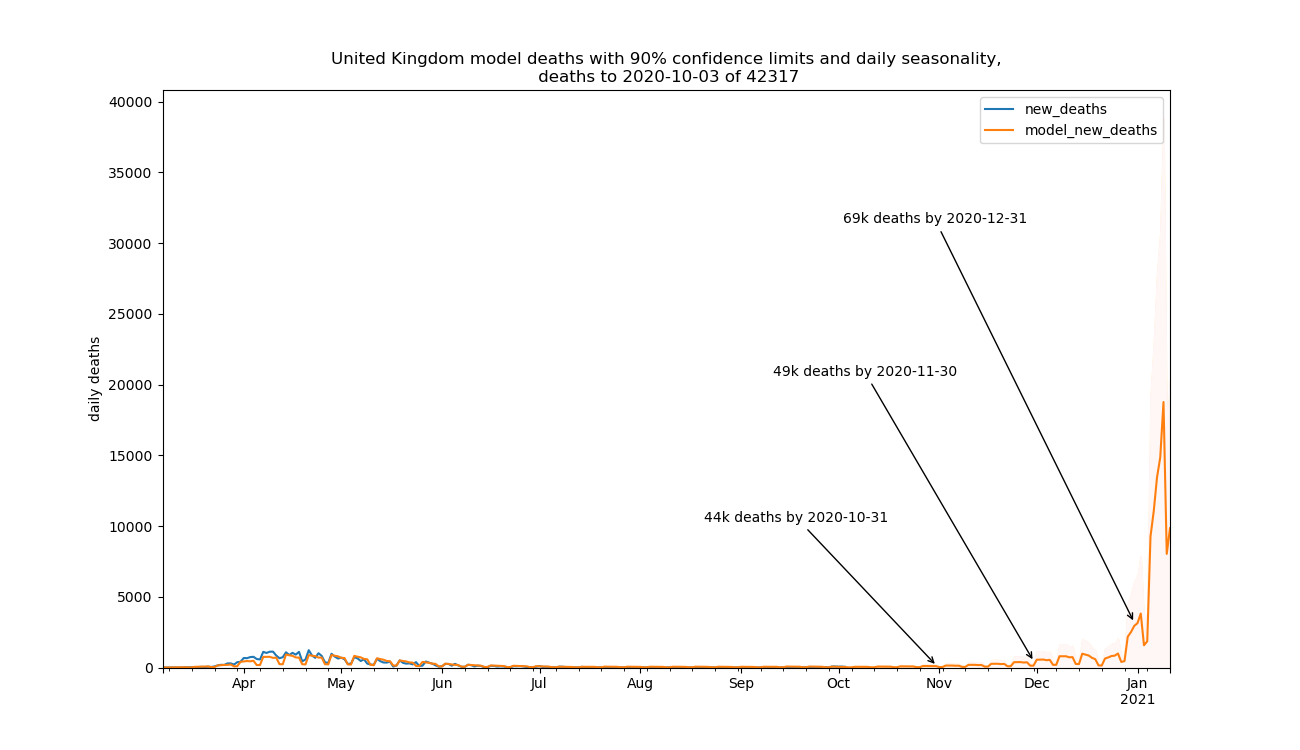 United Kingdom model deaths with 90% confidence limits and daily seasonality,
deaths to 2020-10-03 of 42317
new_deaths
model_new_deaths
daily deaths
40000
35000
30000
25000
20000
15000
10000
5000
0
69k deaths by 2020-12-31
49k deaths by 2020-11-30
44k deaths by 2020-10-31
Apr May Jun Jul Aug Sep Oct Nov Dec Jan
2021